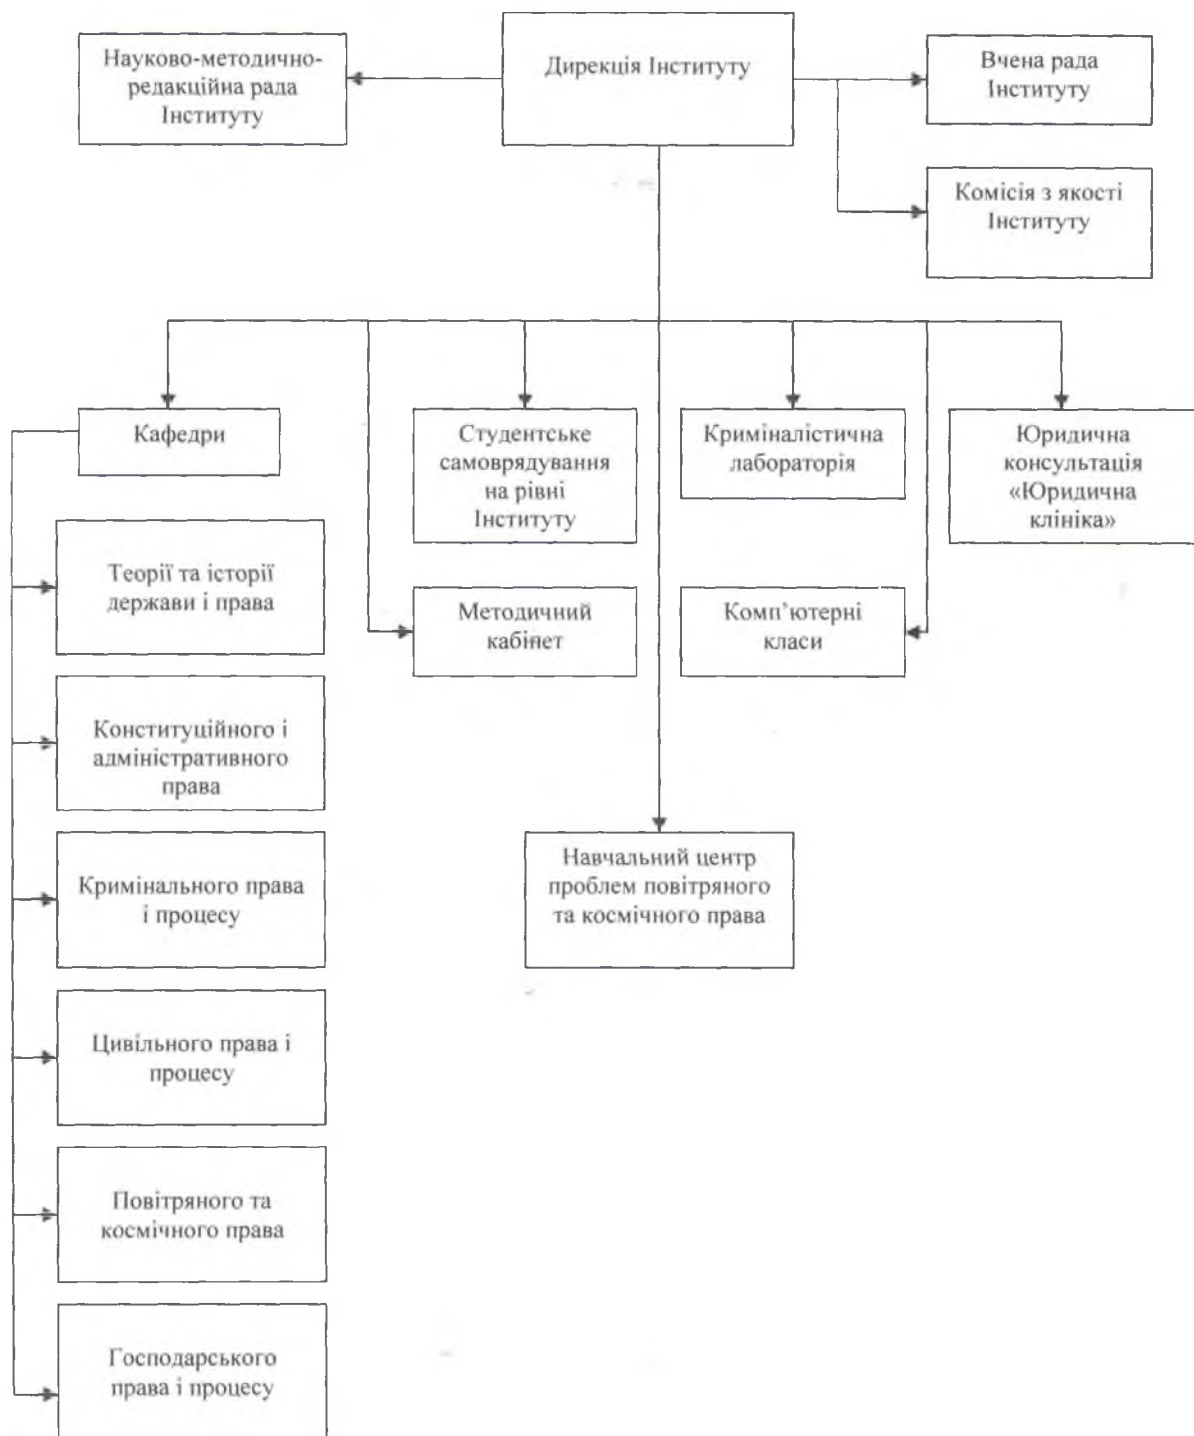 Науково-методично-
редакційна рада
Інституту
Дирекція Інституту
Вчена рада
Інституту
Комісія з якості
Інституту
Кафедри
Студентське
самоврядування
на рівні
Інституту
Криміналістична
лабораторія
Юридична
консультація
«Юридична
клініка»
Методичний
кабінет
Комп’ютерні
класи
Теорії та історії
держави і права
Конституційного і
адміністративного
права
Кримінального права
і процесу
Навчальний центр
проблем повітряного
та космічного права
Цивільного права і
процесу
Повітряного та
космічного права
Господарського
права і процесу